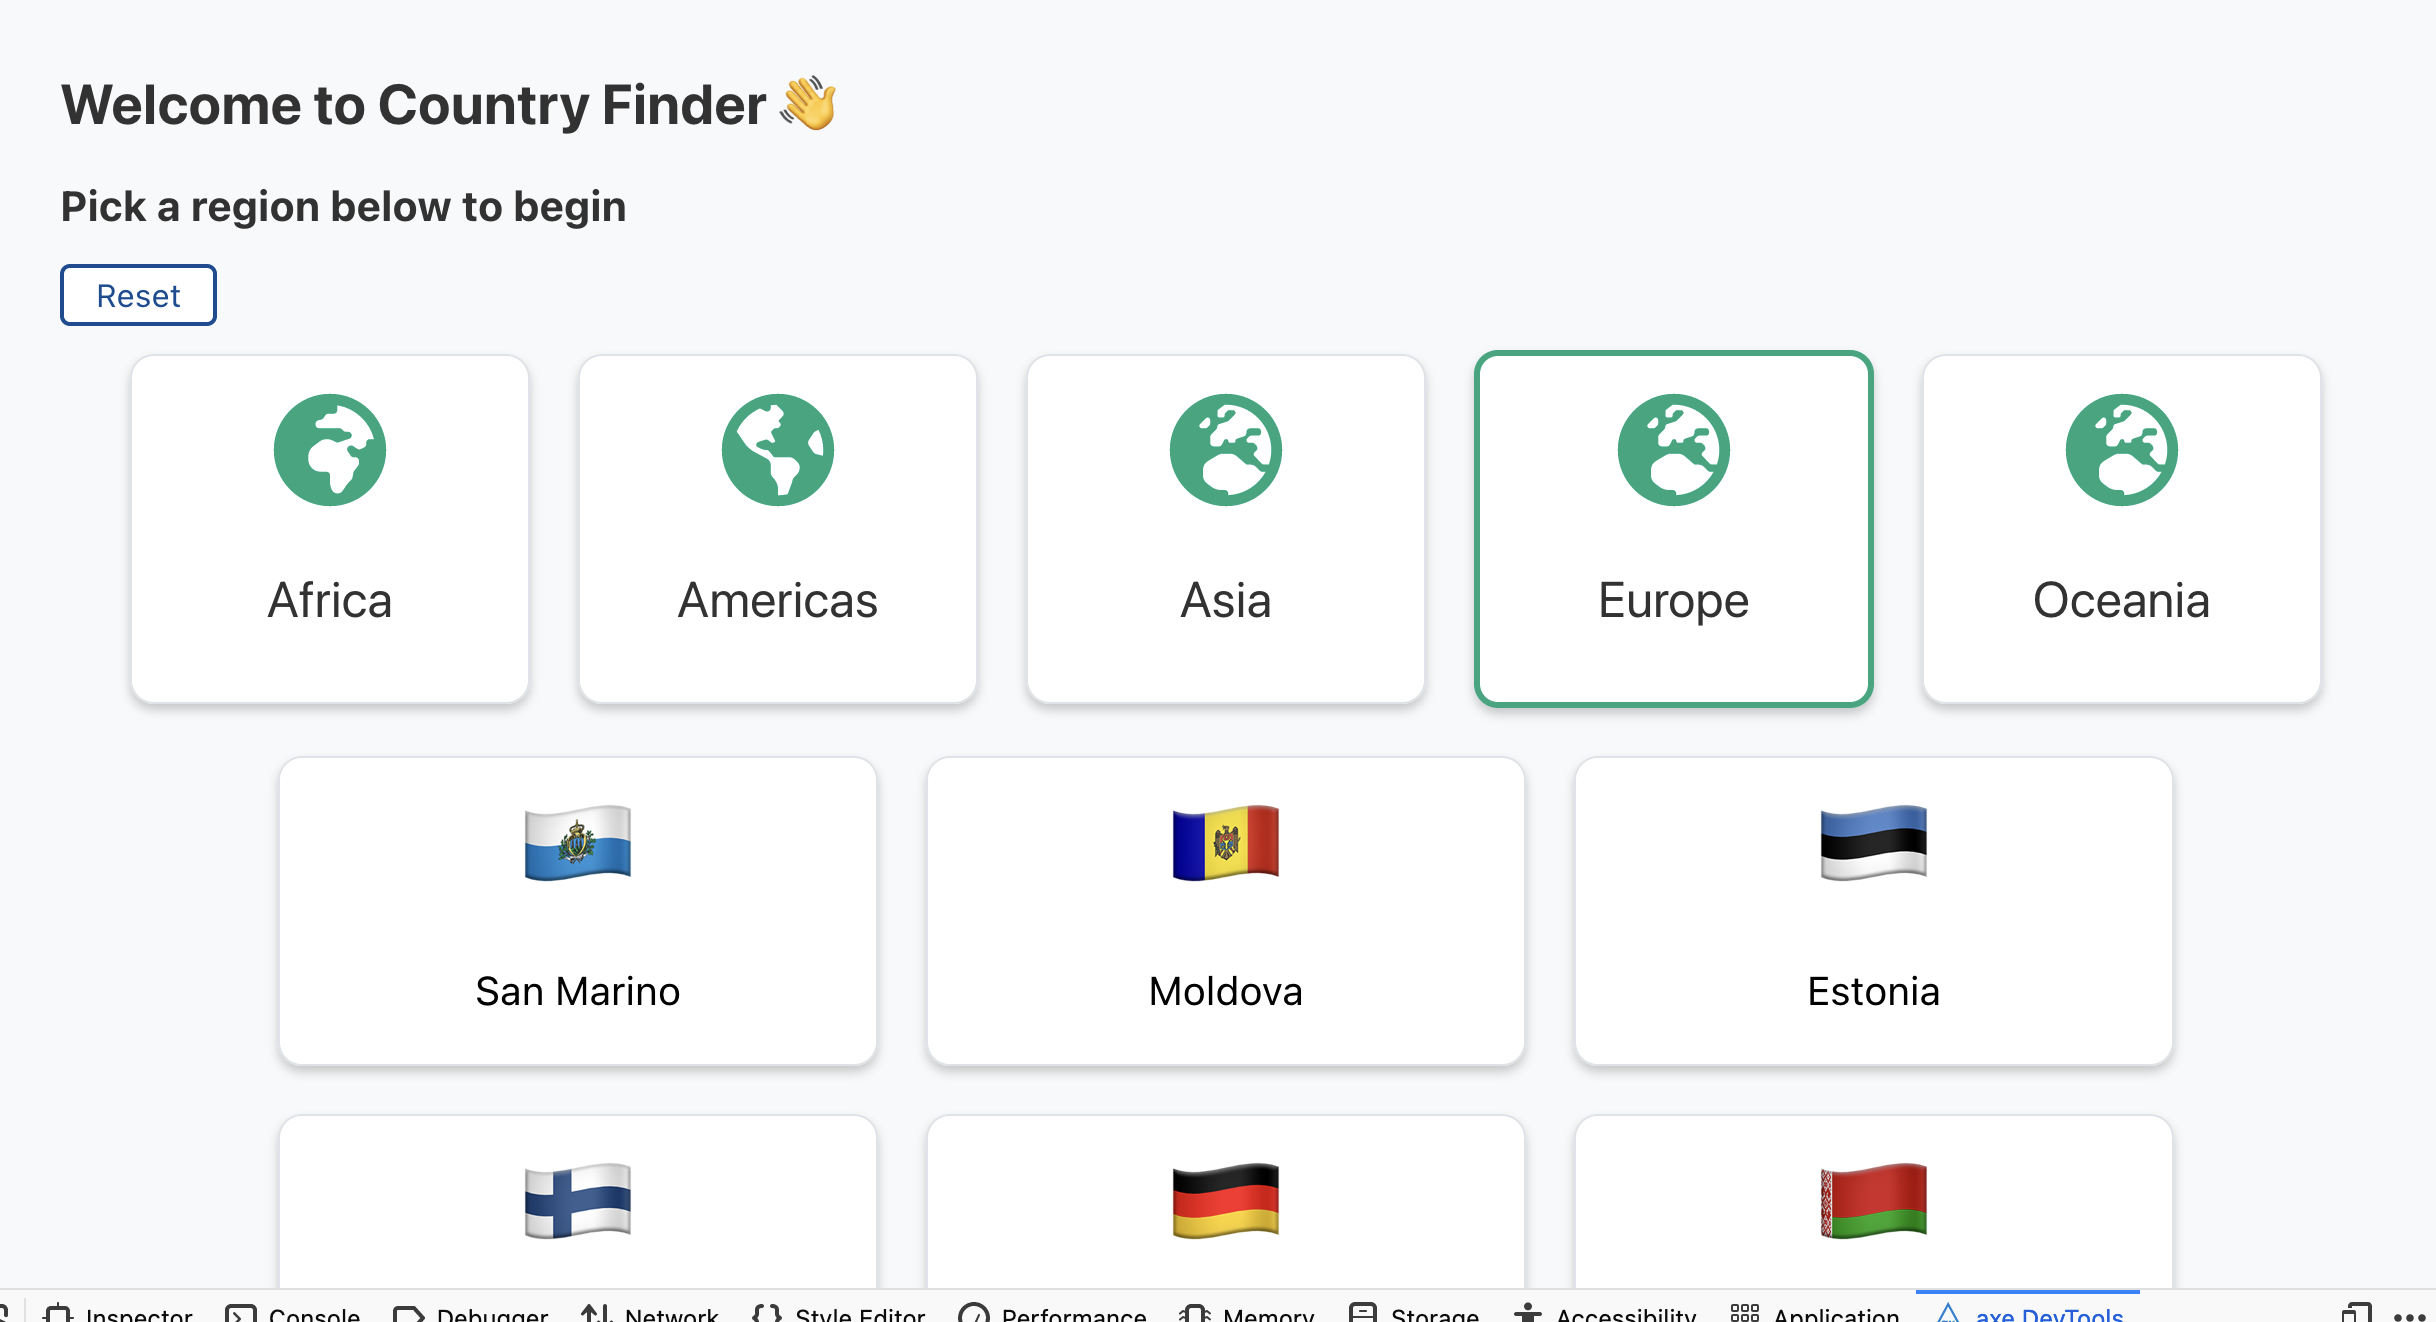 Welcome to Country Finder 👋
Pick a region below to begin
Reset
Africa
Americas
Asia
Europe
Oceania
San Marino
Moldova
Estonia
Inspector
Console
Debugger
Network
Style Editor
Performance
Memory
Storage
Accessibility
Application
axe DevTools